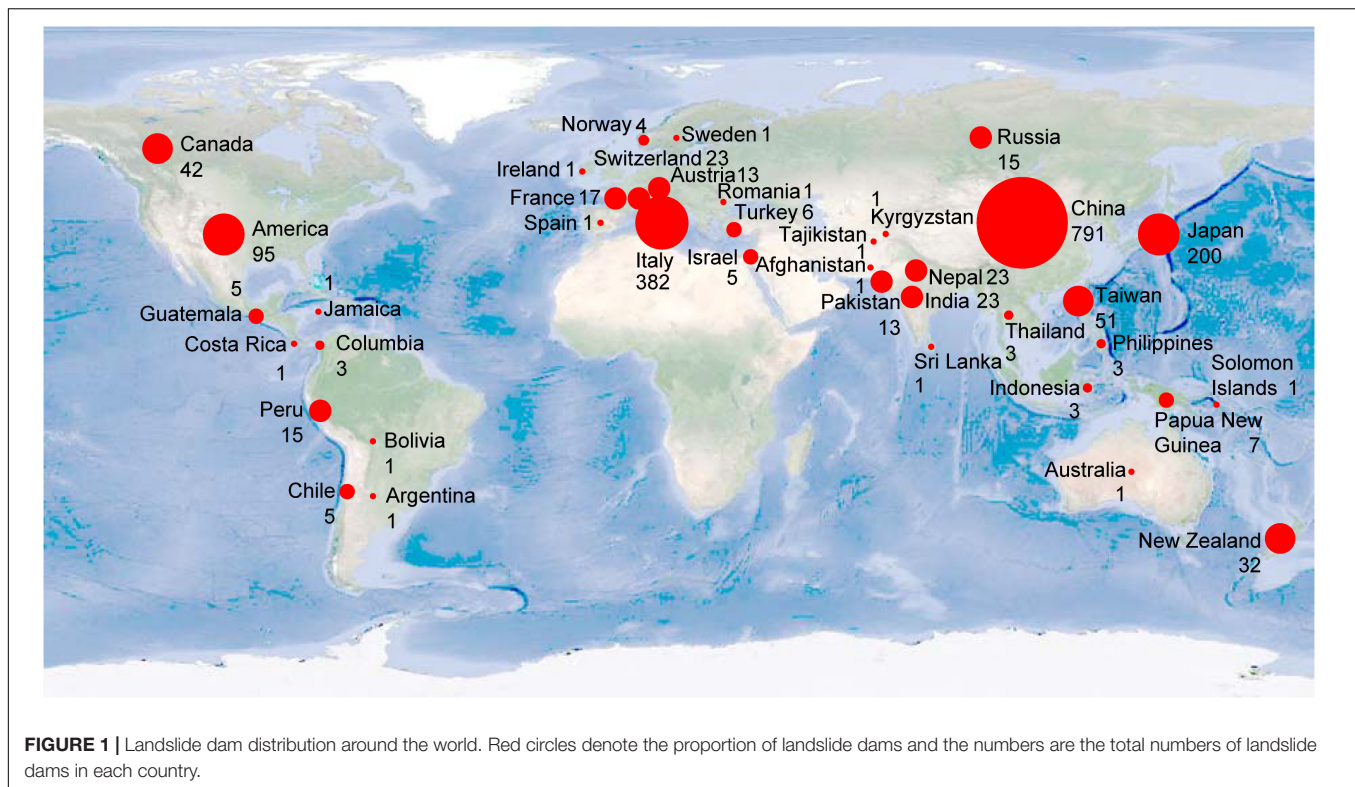 Canada
42
America
95
5
Guatemala
1
Jamaica
Costa Rica
1
Columbia
3
Peru
15
Bolivia
1
Chile
5
Argentina
1
Norway 4
Sweden 1
Ireland 1
Switzerland 23
Austria 13
France 17
Romania 1
Spain 1
Turkey 6
Italy
382
Israel
5
1
Kyrgyzstan
Tajikistan
1
Afghanistan
1
Pakistan
13
Nepal 23
India 23
Sri Lanka
1
Russia
15
China
791
Japan
200
Taiwan
51
Thailand
3
Philippines
3
Indonesia
3
Solomon
Islands 1
Papua New
Guinea 7
Australia
1
New Zealand
32
FIGURE 1 | Landslide dam distribution around the world. Red circles denote the proportion of landslide dams and the numbers are the total numbers of landslide
dams in each country.